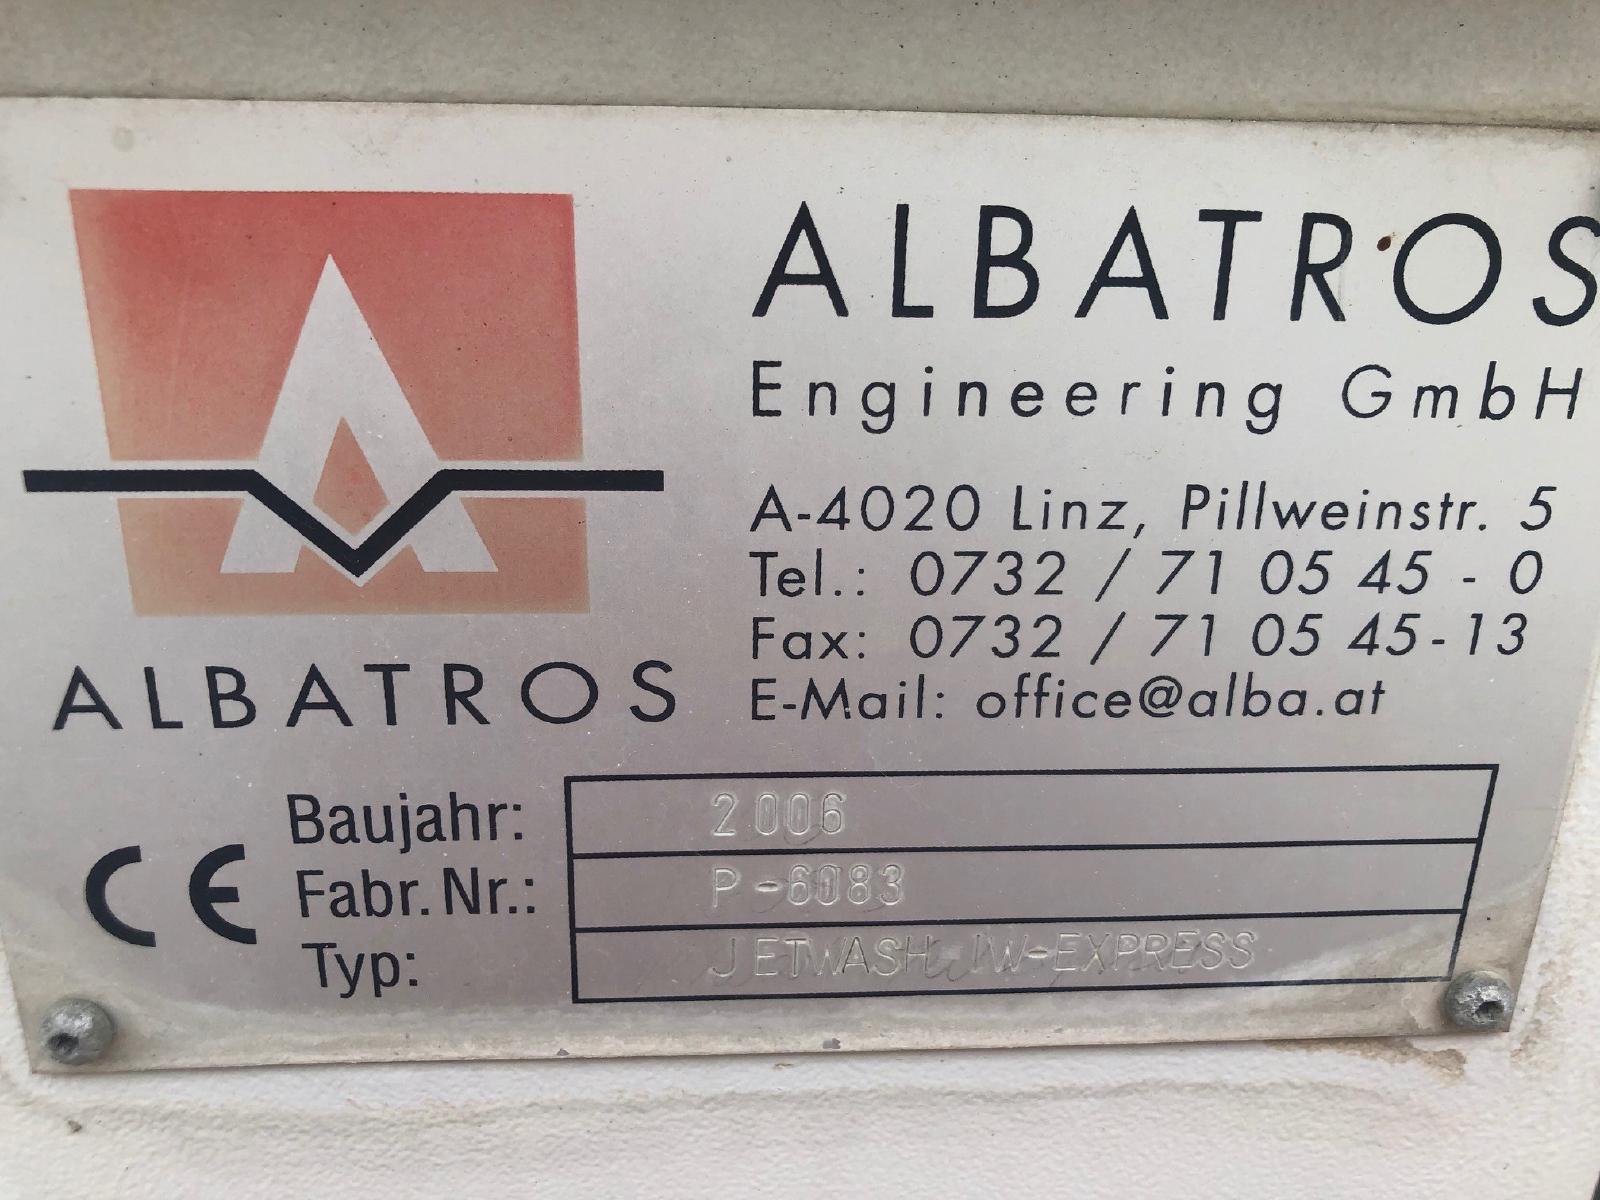 ALBATROS
Engineering GmbH
A-4020 Linz, Pillweinstr. 5
Tel.: 0732 / 71 05 45 - 0
Fax: 0732 / 71 05 45-13
E-Mail: office@alba.at
ALBATROS
CE
Baujahr: 2006
Fabr. Nr.: P-6083
Typ: JETWASH IW-EXPRESS